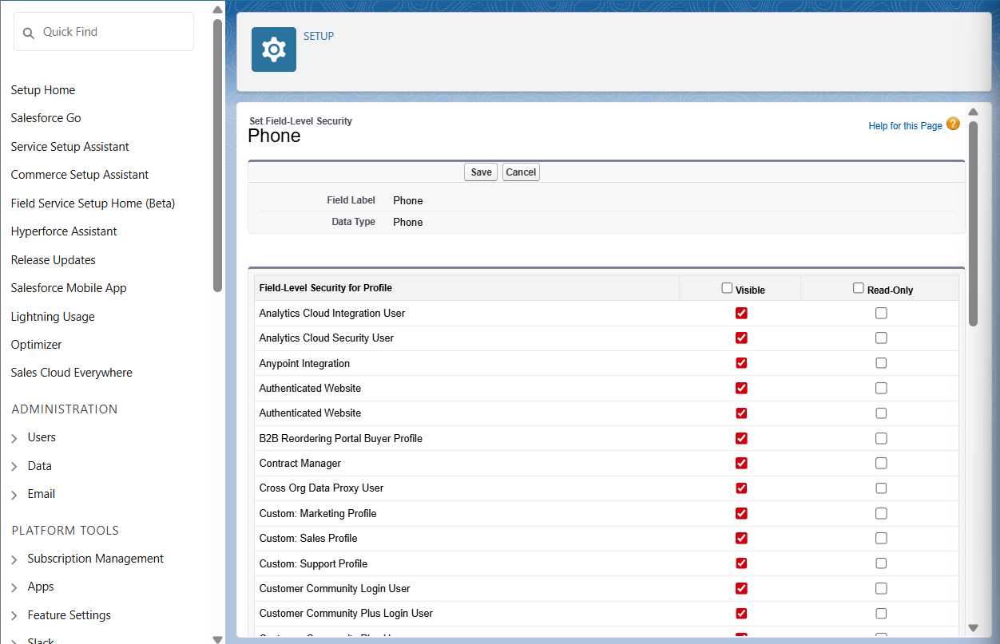 Quick Find
Setup Home
Salesforce Go
Service Setup Assistant
Commerce Setup Assistant
Field Service Setup Home (Beta)
Hyperforce Assistant
Release Updates
Salesforce Mobile App
Lightning Usage
Optimizer
Sales Cloud Everywhere
ADMINISTRATION
Users
Data
Email
PLATFORM TOOLS
Subscription Management
Apps
Feature Settings
Slack
SETUP
Set Field-Level Security
Phone
Help for this Page ?
Save Cancel
Field Label Phone
Data Type Phone
Field-Level Security for Profile Visible Read-Only
Analytics Cloud Integration User
Analytics Cloud Security User
Anypoint Integration
Authenticated Website
Authenticated Website
B2B Reordering Portal Buyer Profile
Contract Manager
Cross Org Data Proxy User
Custom: Marketing Profile
Custom: Sales Profile
Custom: Support Profile
Customer Community Login User
Customer Community Plus Login User